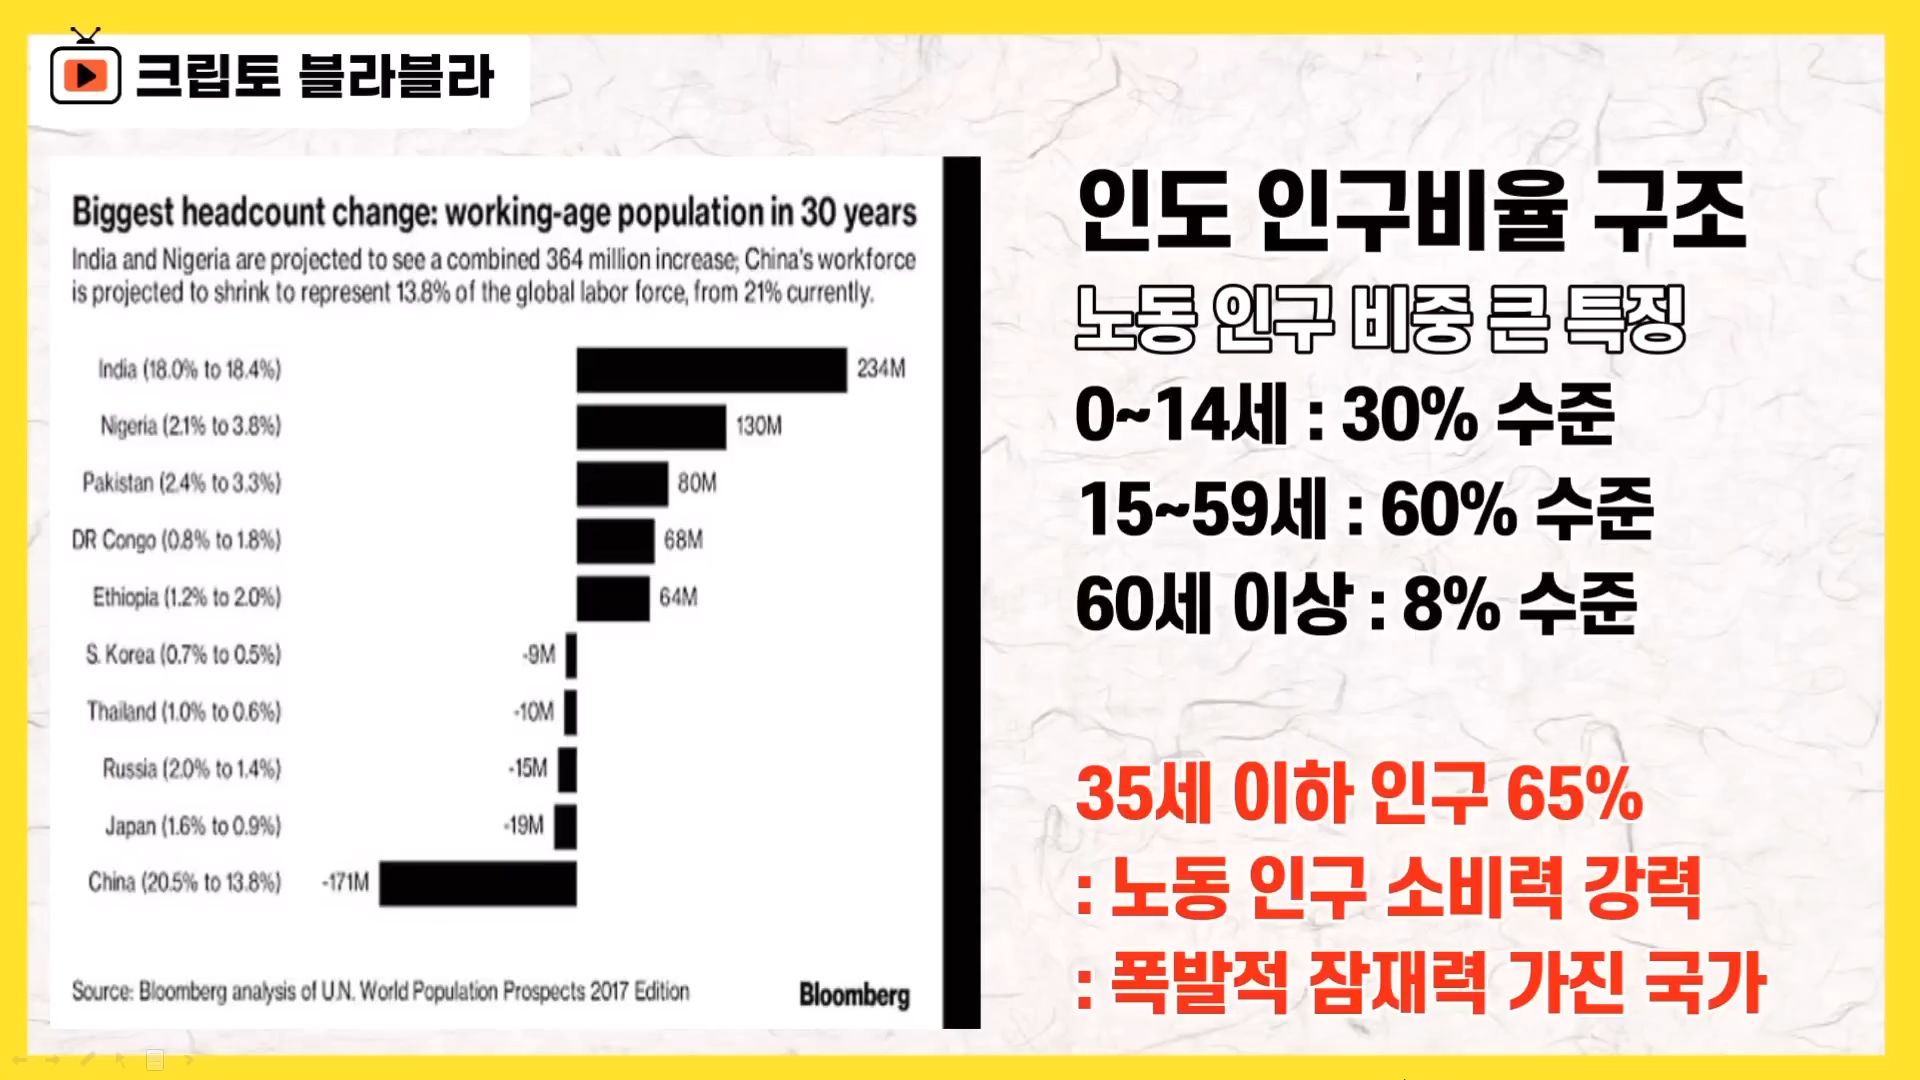 크립토 블라블라
Biggest headcount change: working-age population in 30 years
India and Nigeria are projected to see a combined 364 million increase; China's workforce
is projected to shrink to represent 13.8% of the global labor force, from 21% currently.
India (18.0% to 18.4%) 234M
Nigeria (2.1% to 3.8%) 130M
Pakistan (2.4% to 3.3%) 80M
DR Congo (0.8% to 1.8%) 68M
Ethiopia (1.2% to 2.0%) 64M
S. Korea (0.7% to 0.5%) -9M
Thailand (1.0% to 0.6%) -10M
Russia (2.0% to 1.4%) -15M
Japan (1.6% to 0.9%) -19M
China (20.5% to 13.8%) -171M
Source: Bloomberg analysis of U.N. World Population Prospects 2017 Edition
Bloomberg
인도 인구비율 구조
노동 인구 비중 큰 특징
0~14세 : 30% 수준
15~59세 : 60% 수준
60세 이상 : 8% 수준
35세 이하 인구 65%
: 노동 인구 소비력 강력
: 폭발적 잠재력 가진 국가